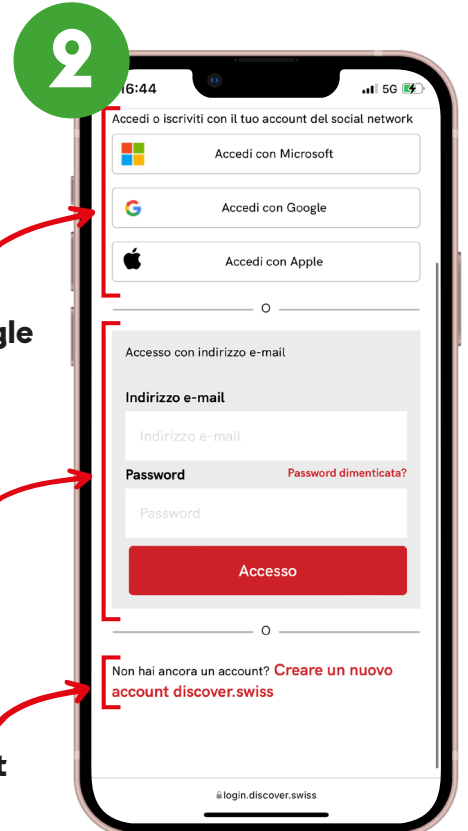 2
16:44
5G
Accedi o iscriviti con il tuo account del social network
Accedi con Microsoft
Accedi con Google
Accedi con Apple
O
gle
Accesso con indirizzo e-mail
Indirizzo e-mail
Indirizzo e-mail
Password Password dimenticata?
Password
Accesso
O
Non hai ancora un account? Creare un nuovo
account discover.swiss
t
login.discover.swiss